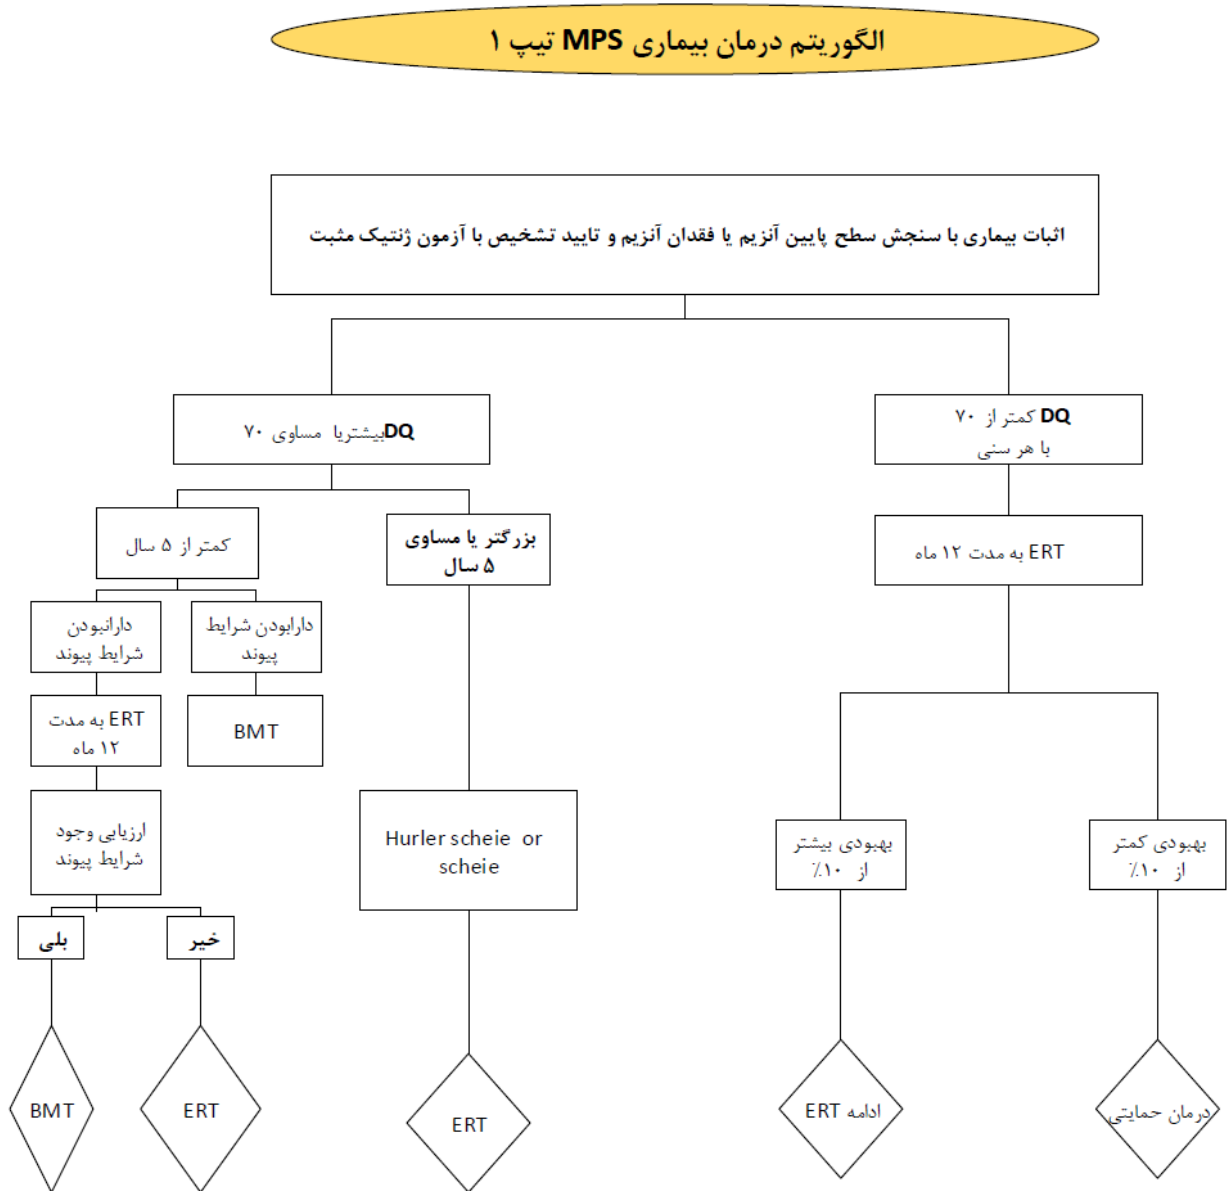 الگوریتم درمان بیماری MPS تیپ ۱
اثبات بیماری با سنجش سطح پایین آنزیم یا فقدان آنزیم و تایید تشخیص با آزمون ژنتیک مثبت
DQ کمتر از ۷۰
با هر سنی
DQبیشتریا مساوی ۷۰
ERT به مدت ۱۲ ماه
بزرگتر یا مساوی
۵ سال
کمتر از ۵ سال
دارابودن شرایط
پیوند
دارانبودن
شرایط پیوند
BMT
ERT به مدت
۱۲ ماه
ارزیابی وجود
شرایط پیوند
Hurler scheie or
scheie
بهبودی کمتر
از ۱۰٪
بهبودی بیشتر
از ۱۰٪
خیر
بلی
درمان حمایتی
ادامه ERT
ERT
ERT
BMT